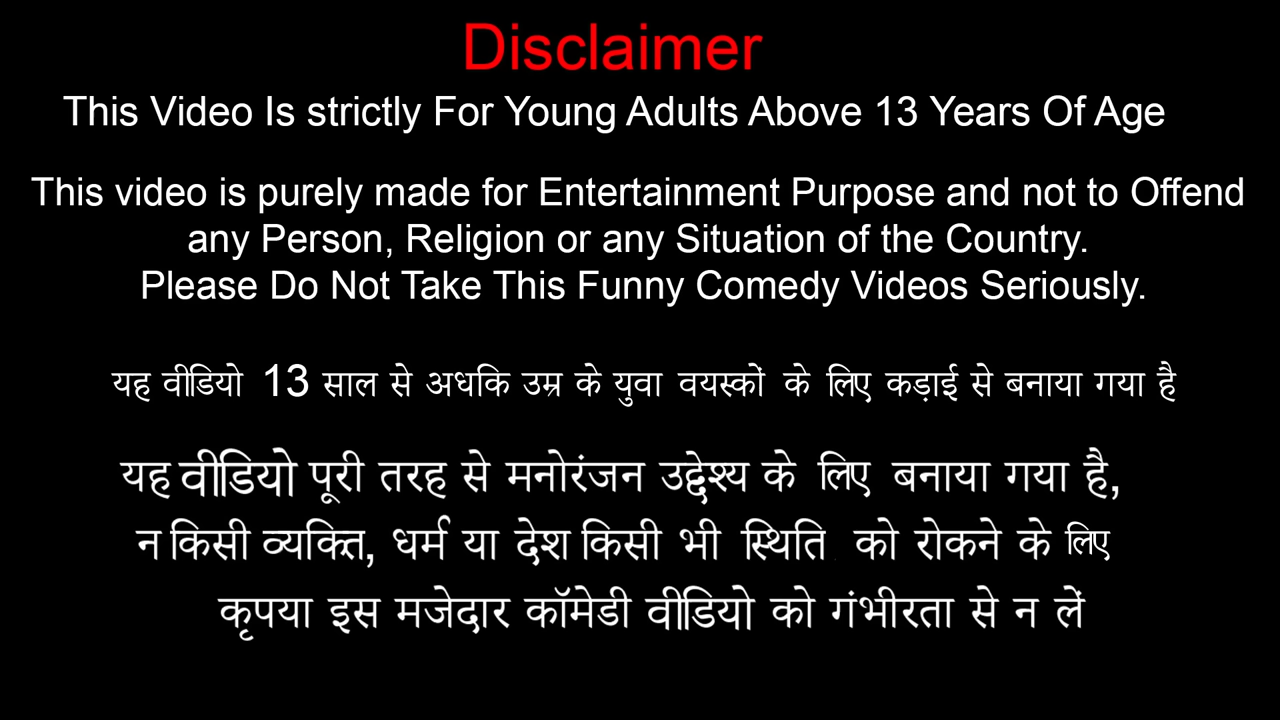 Disclaimer
This Video Is strictly For Young Adults Above 13 Years Of Age
This video is purely made for Entertainment Purpose and not to Offend
any Person, Religion or any Situation of the Country.
Please Do Not Take This Funny Comedy Videos Seriously.
यह वीडियो 13 साल से अधकि उम्र के युवा वयस्कों के लिए कड़ाई से बनाया गया है
यह वीडियो पूरी तरह से मनोरंजन उद्देश्य के लिए बनाया गया है,
न किसी व्यक्ति, धर्म या देश किसी भी स्थिति को रोकने के लिए
कृपया इस मजेदार कॉमेडी वीडियो को गंभीरता से न लें